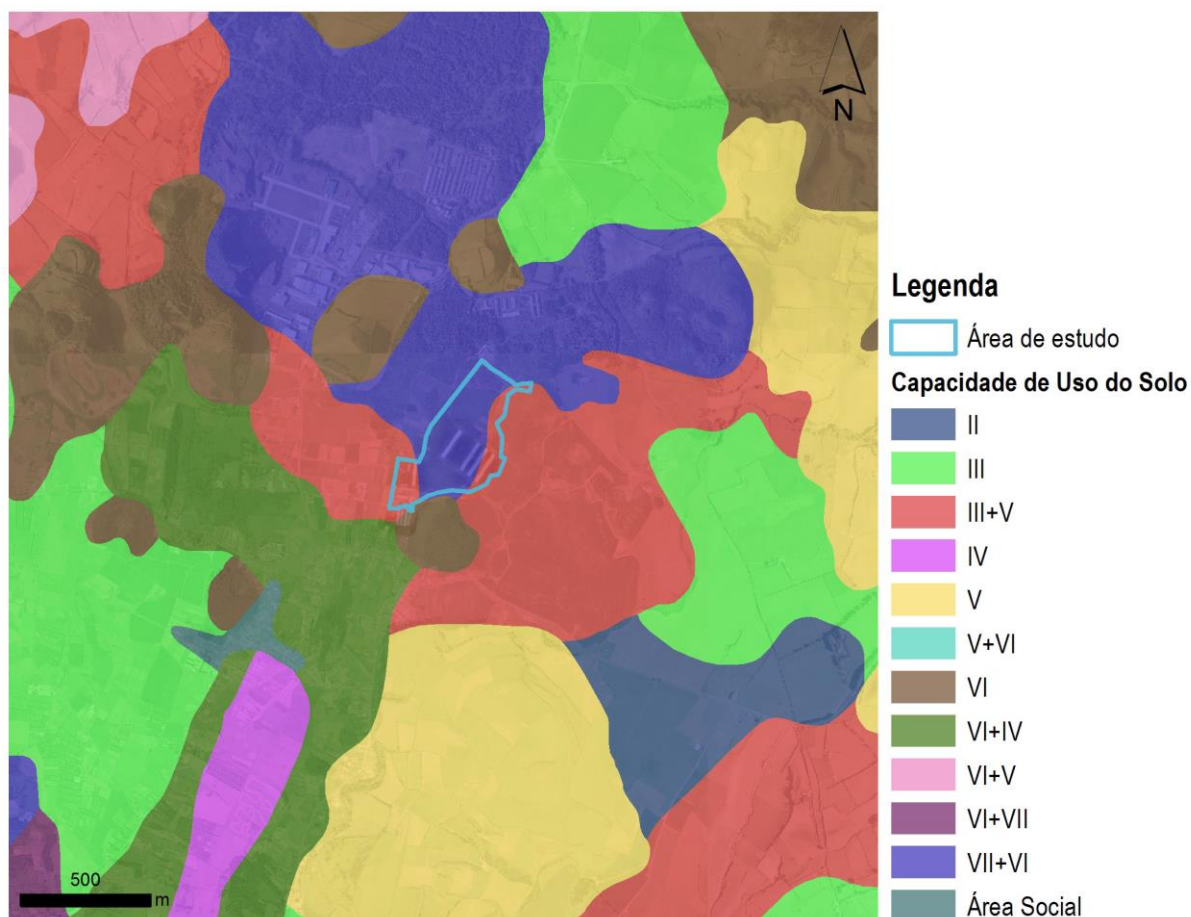 N
500
m
Legenda
Área de estudo
Capacidade de Uso do Solo
II
III
III+V
IV
V
V+VI
VI
VI+IV
VI+V
VI+VII
VII+VI
Área Social